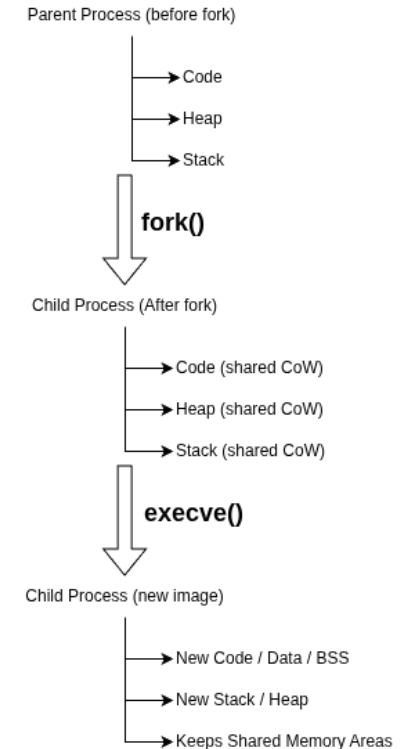 Parent Process (before fork)
Code
Heap
Stack
fork()
Child Process (After fork)
Code (shared CoW)
Heap (shared CoW)
Stack (shared CoW)
execve()
Child Process (new image)
New Code / Data / BSS
New Stack / Heap
Keeps Shared Memory Areas